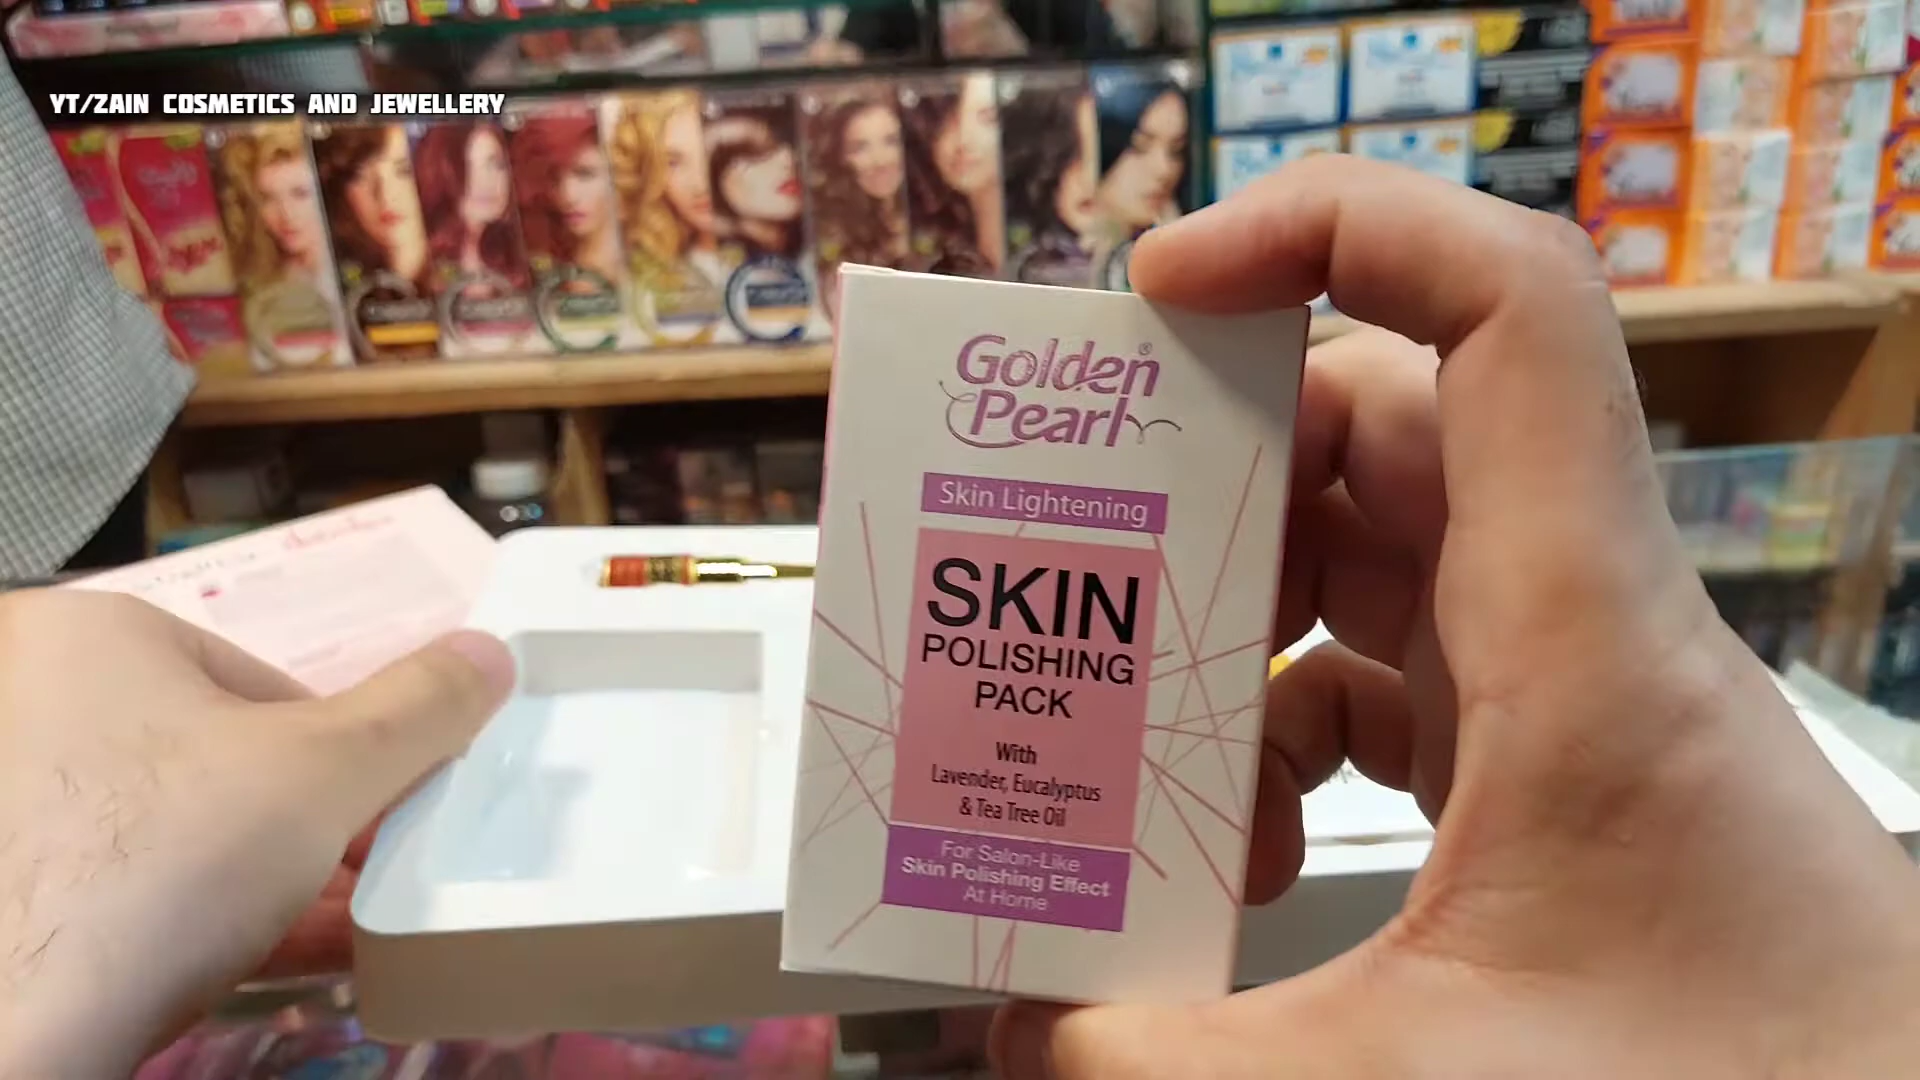 YT/ZAIN COSMETICS AND JEWELLERY
Golden®
Pearl
Skin Lightening
SKIN
POLISHING
PACK
With
Lavender, Eucalyptus
& Tea Tree Oil
For Salon-Like
Skin Polishing Effect
At Home